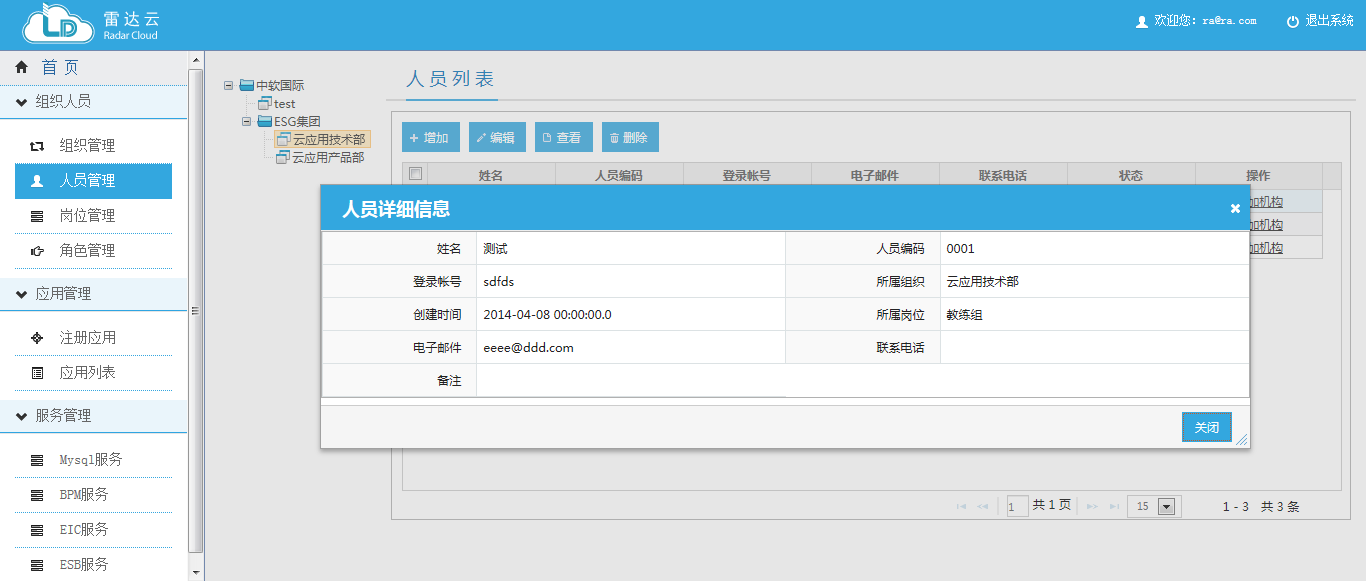 雷达云
Radar Cloud
欢迎您: ra@ra.com
退出系统
首 页
组织人员
组织管理
人员管理
岗位管理
角色管理
应用管理
注册应用
应用列表
服务管理
Mysql服务
BPM服务
EIC服务
ESB服务
中软国际
test
ESG集团
云应用技术部
云应用产品部
人员列表
增加 编辑 查看 删除
姓名 人员编码 登录帐号 电子邮件 联系电话 状态 操作
加机构
加机构
加机构
人员详细信息
姓名 测试 人员编码 0001
登录帐号 sdfds 所属组织 云应用技术部
创建时间 2014-04-08 00:00:00.0 所属岗位 教练组
电子邮件 eeee@ddd.com 联系电话
备注
关闭
1 共 1 页 15 1 - 3 共 3 条